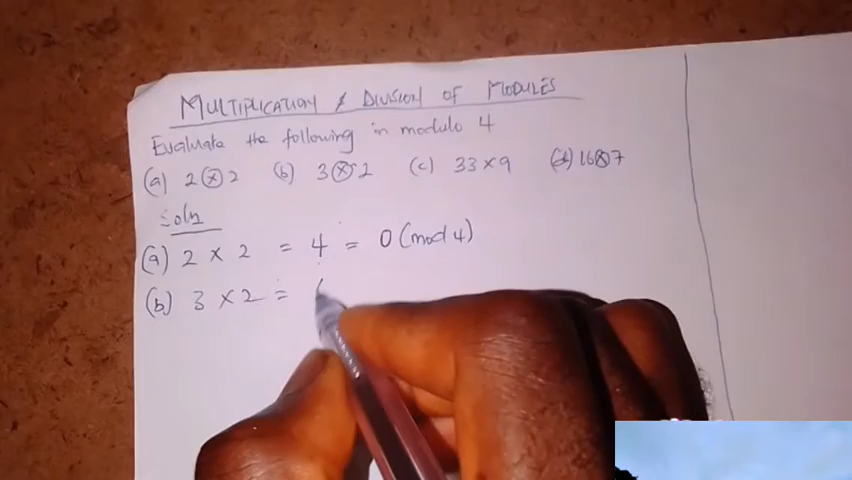 MULTIPLICATION & DIVISION OF MODULES
Evaluate the following in modulo 4
(a) 2 ⊗ 2 (b) 3 ⊗ 2 (c) 33 × 9 (d) 16 ⊗ 7
Soln
(a) 2 × 2 = 4 = 0 (mod 4)
(b) 3 × 2 =